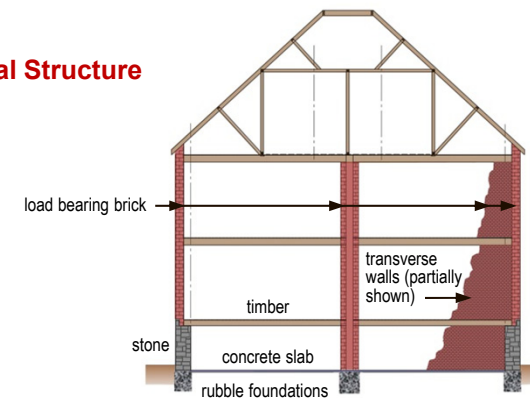 al Structure
load bearing brick
transverse
walls (partially
shown)
timber
stone
concrete slab
rubble foundations